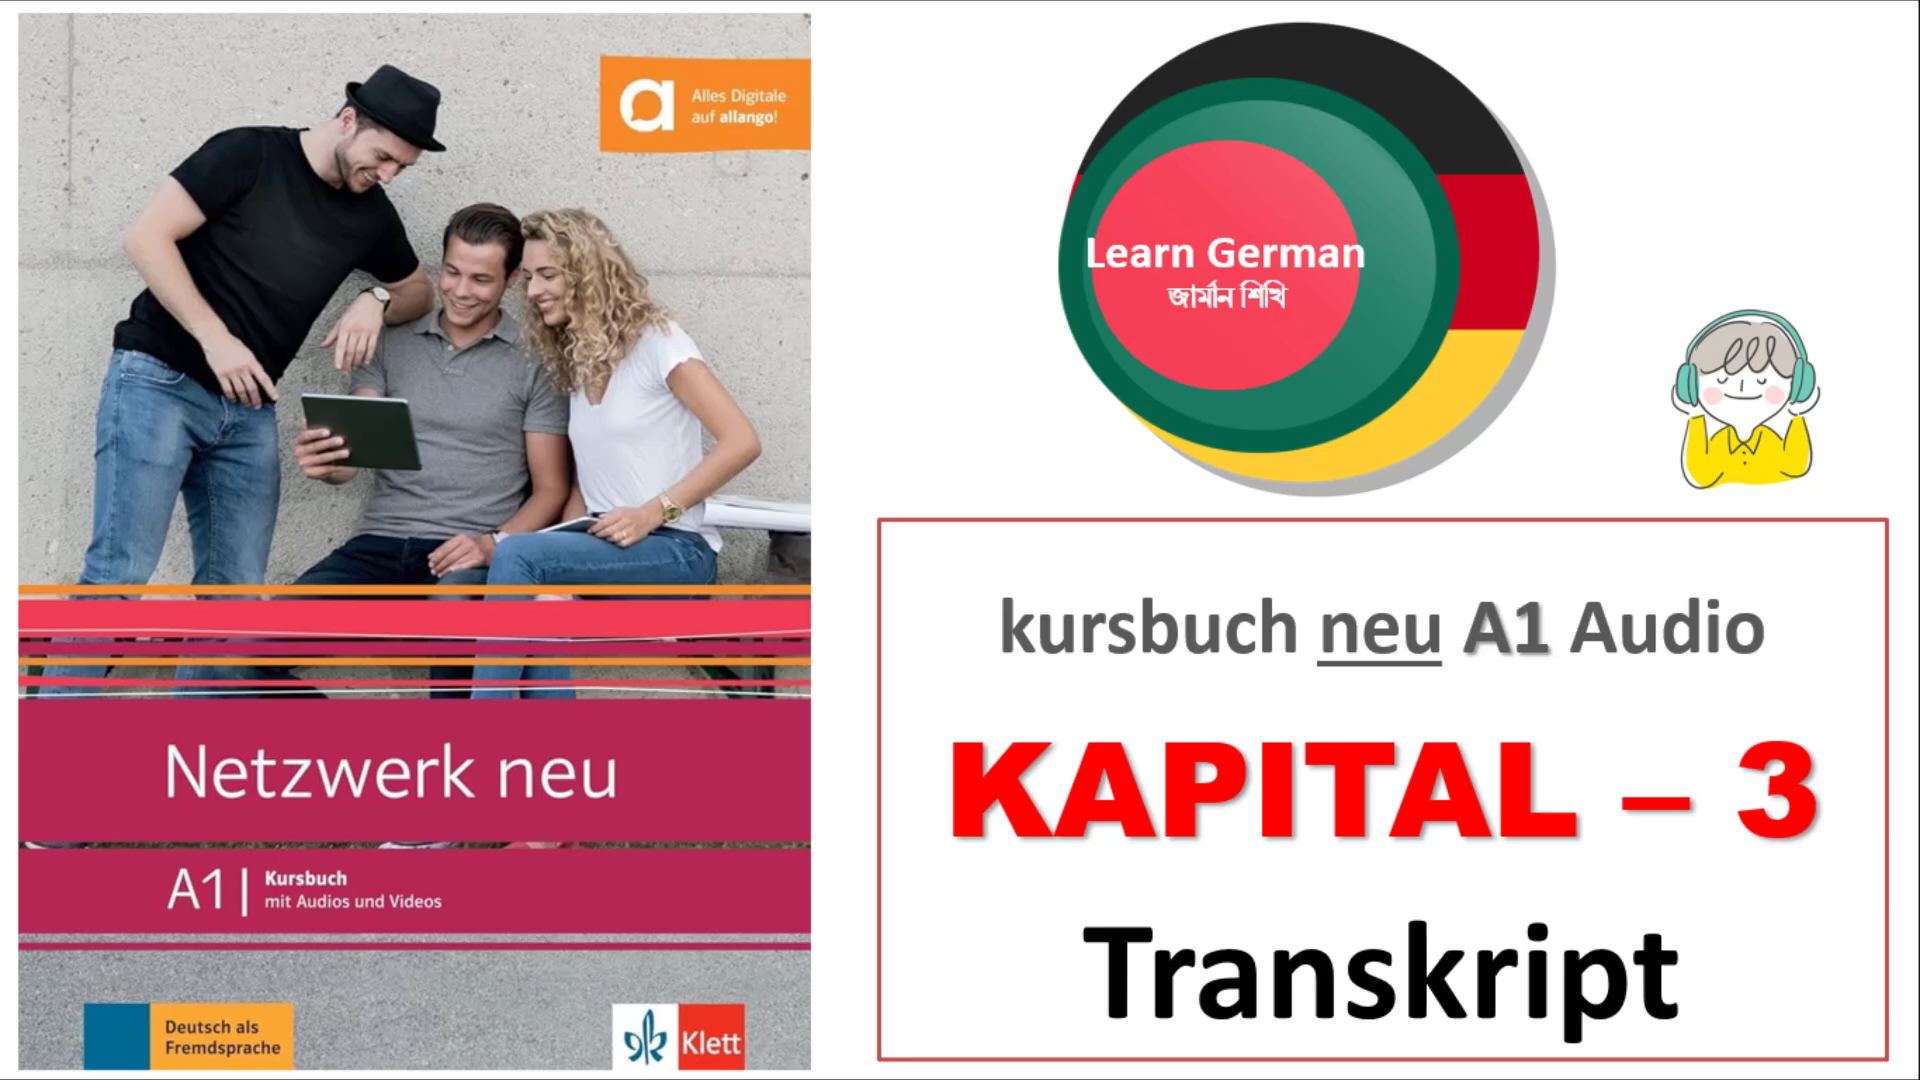 Alles Digitale
auf allango!
Netzwerk neu
A1 | Kursbuch
mit Audios und Videos
Deutsch als
Fremdsprache
Klett
Learn German
জার্মান শিখি
kursbuch neu A1 Audio
KAPITAL – 3
Transkript